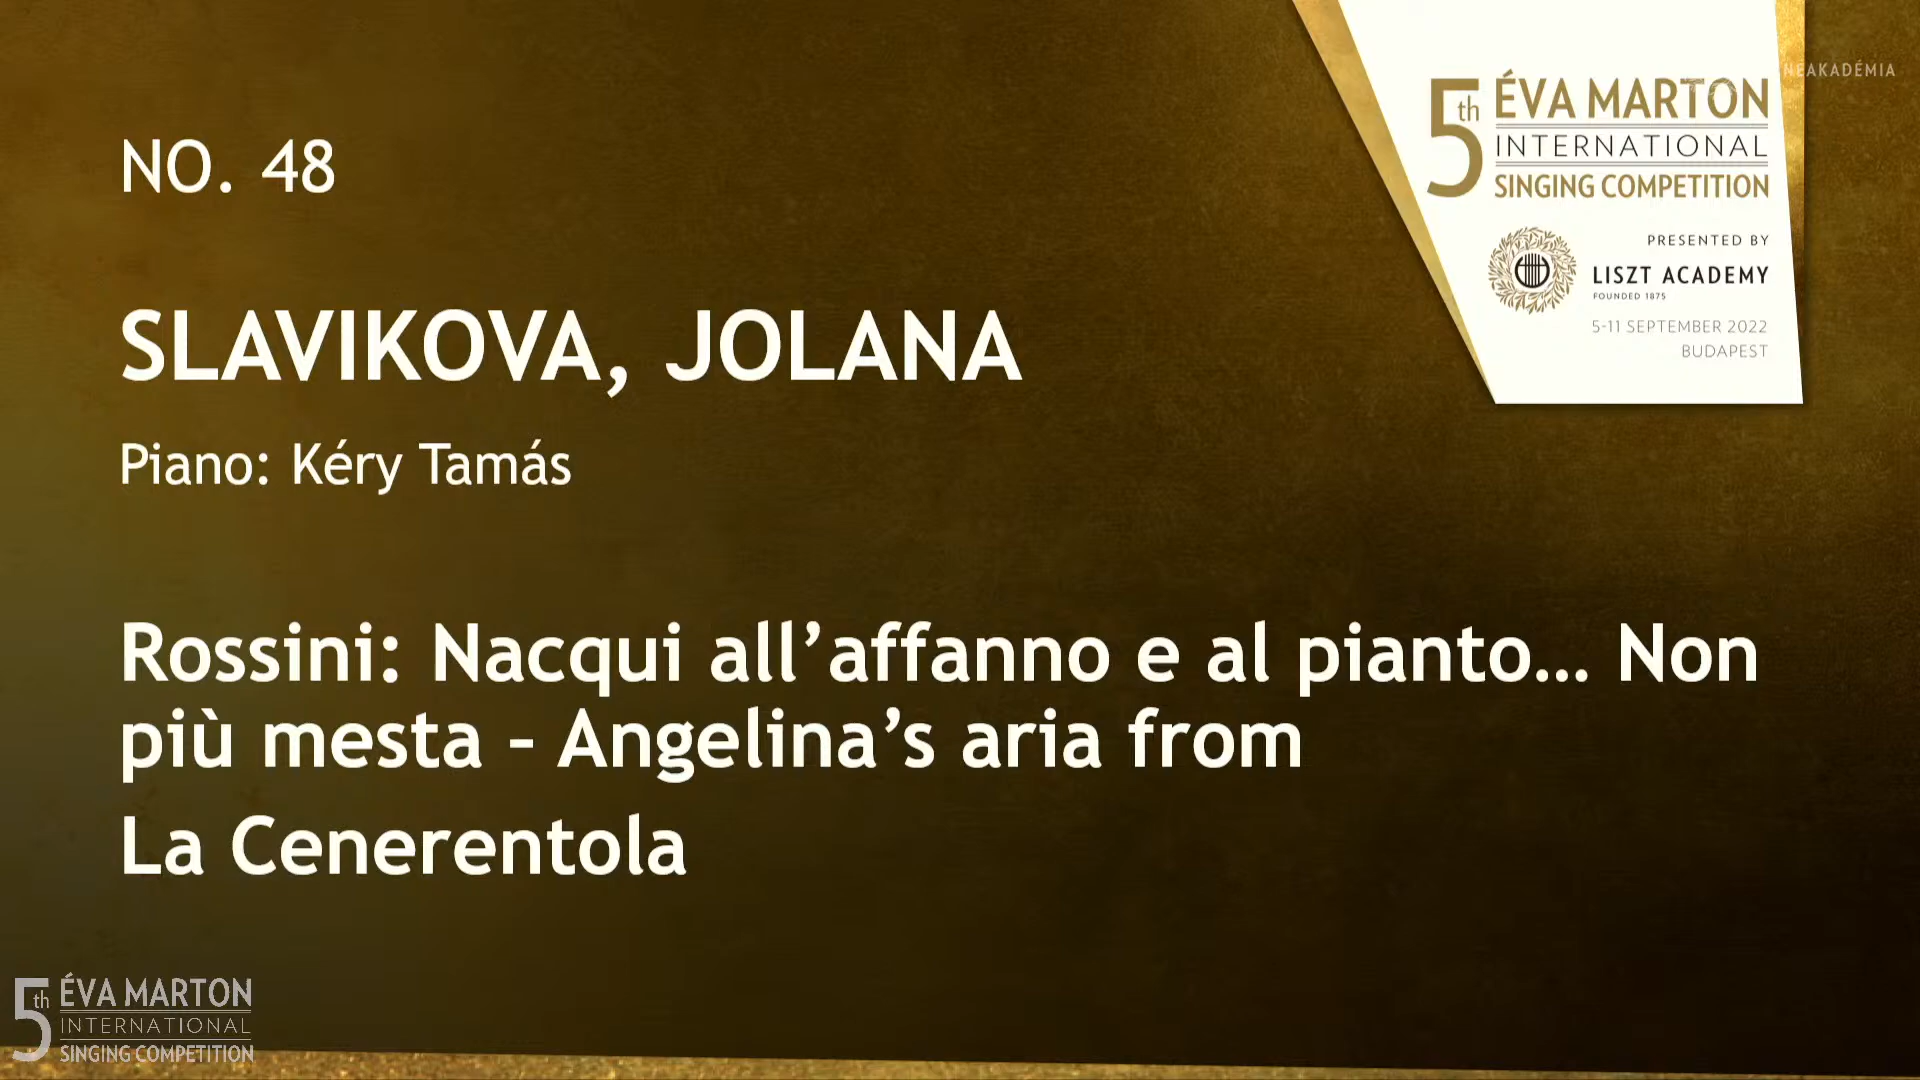 NO. 48
SLAVIKOVA, JOLANA
Piano: Kéry Tamás
Rossini: Nacqui all’affanno e al pianto… Non
più mesta – Angelina’s aria from
La Cenerentola
5th ÉVA MARTON
INTERNATIONAL
SINGING COMPETITION
PRESENTED BY
LISZT ACADEMY
FOUNDED 1875
5-11 SEPTEMBER 2022
BUDAPEST
5th ÉVA MARTON
INTERNATIONAL
SINGING COMPETITION